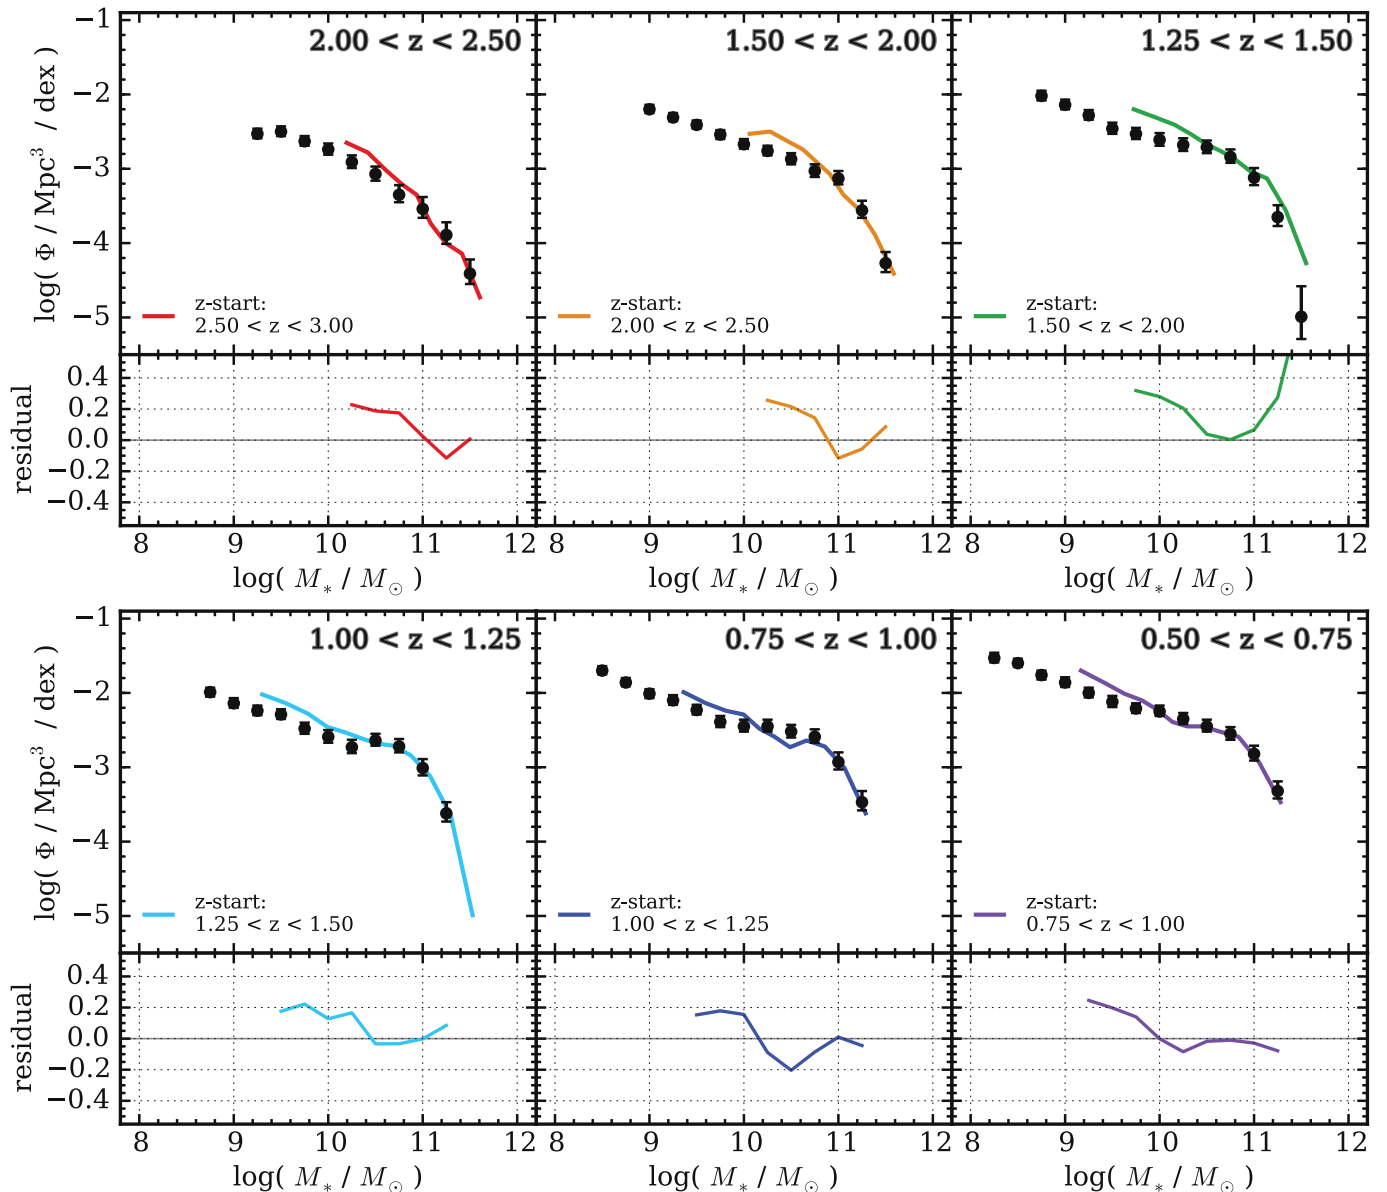 2.00 < z < 2.50
1.50 < z < 2.00
1.25 < z < 1.50
−1
−2
−3
−4
−5
log( Φ / Mpc³ / dex)
z-start:
2.50 < z < 3.00
z-start:
2.00 < z < 2.50
z-start:
1.50 < z < 2.00
0.4
0.2
0.0
−0.2
−0.4
residual
8 9 10 11 12
8 9 10 11 12
8 9 10 11 12
log( M* / M⊙ )
log( M* / M⊙ )
log( M* / M⊙ )
1.00 < z < 1.25
0.75 < z < 1.00
0.50 < z < 0.75
−1
−2
−3
−4
−5
log( Φ / Mpc³ / dex)
z-start:
1.25 < z < 1.50
z-start:
1.00 < z < 1.25
z-start:
0.75 < z < 1.00
0.4
0.2
0.0
−0.2
−0.4
residual
8 9 10 11 12
8 9 10 11 12
8 9 10 11 12
log( M* / M⊙ )
log( M* / M⊙ )
log( M* / M⊙ )